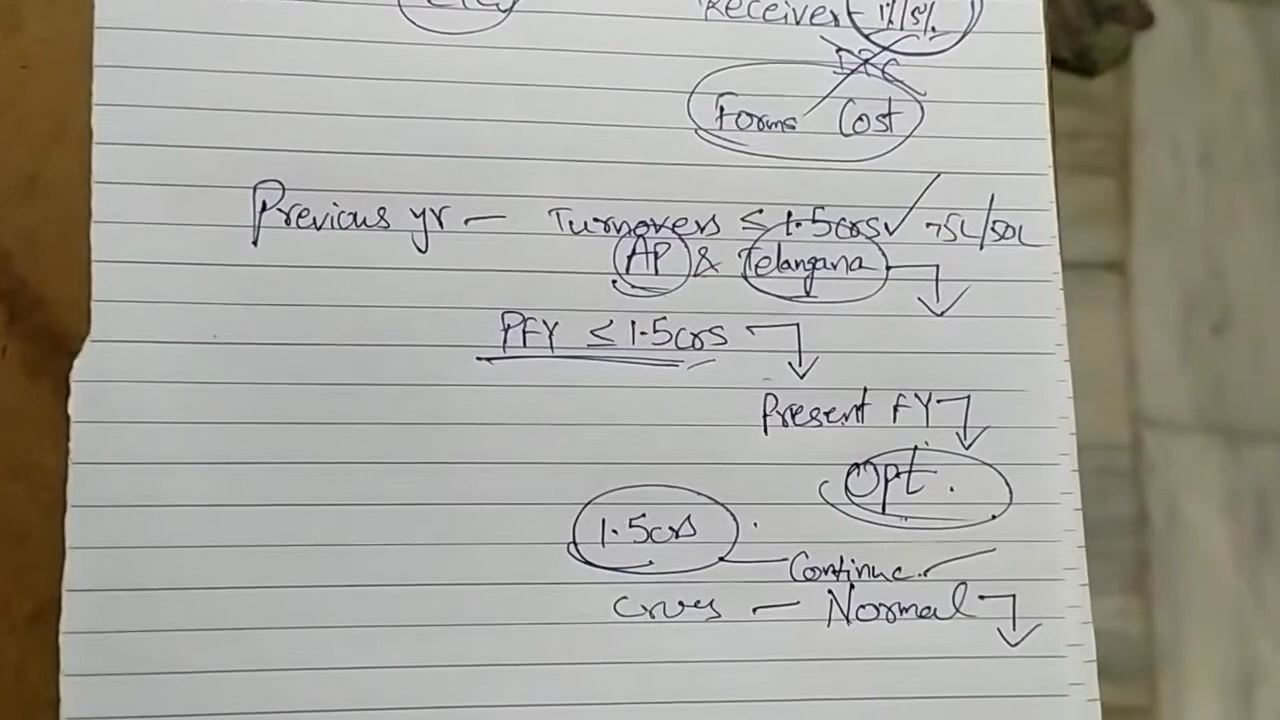 Receiver - 1%/5%
Forms Cost
Previous yr - Turnovers ≤ 1.5crs ✓ 75L/50L
AP & Telangana
PFY ≤ 1.5crs
Present FY
Opt.
1.5crs
Continue ✓
- Normal